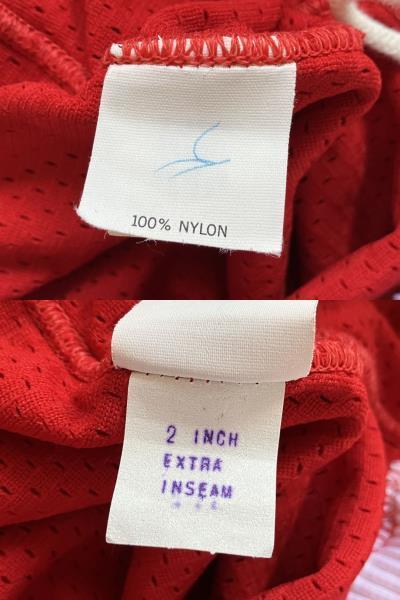 100% NYLON
2 INCH
EXTRA
INSEAM